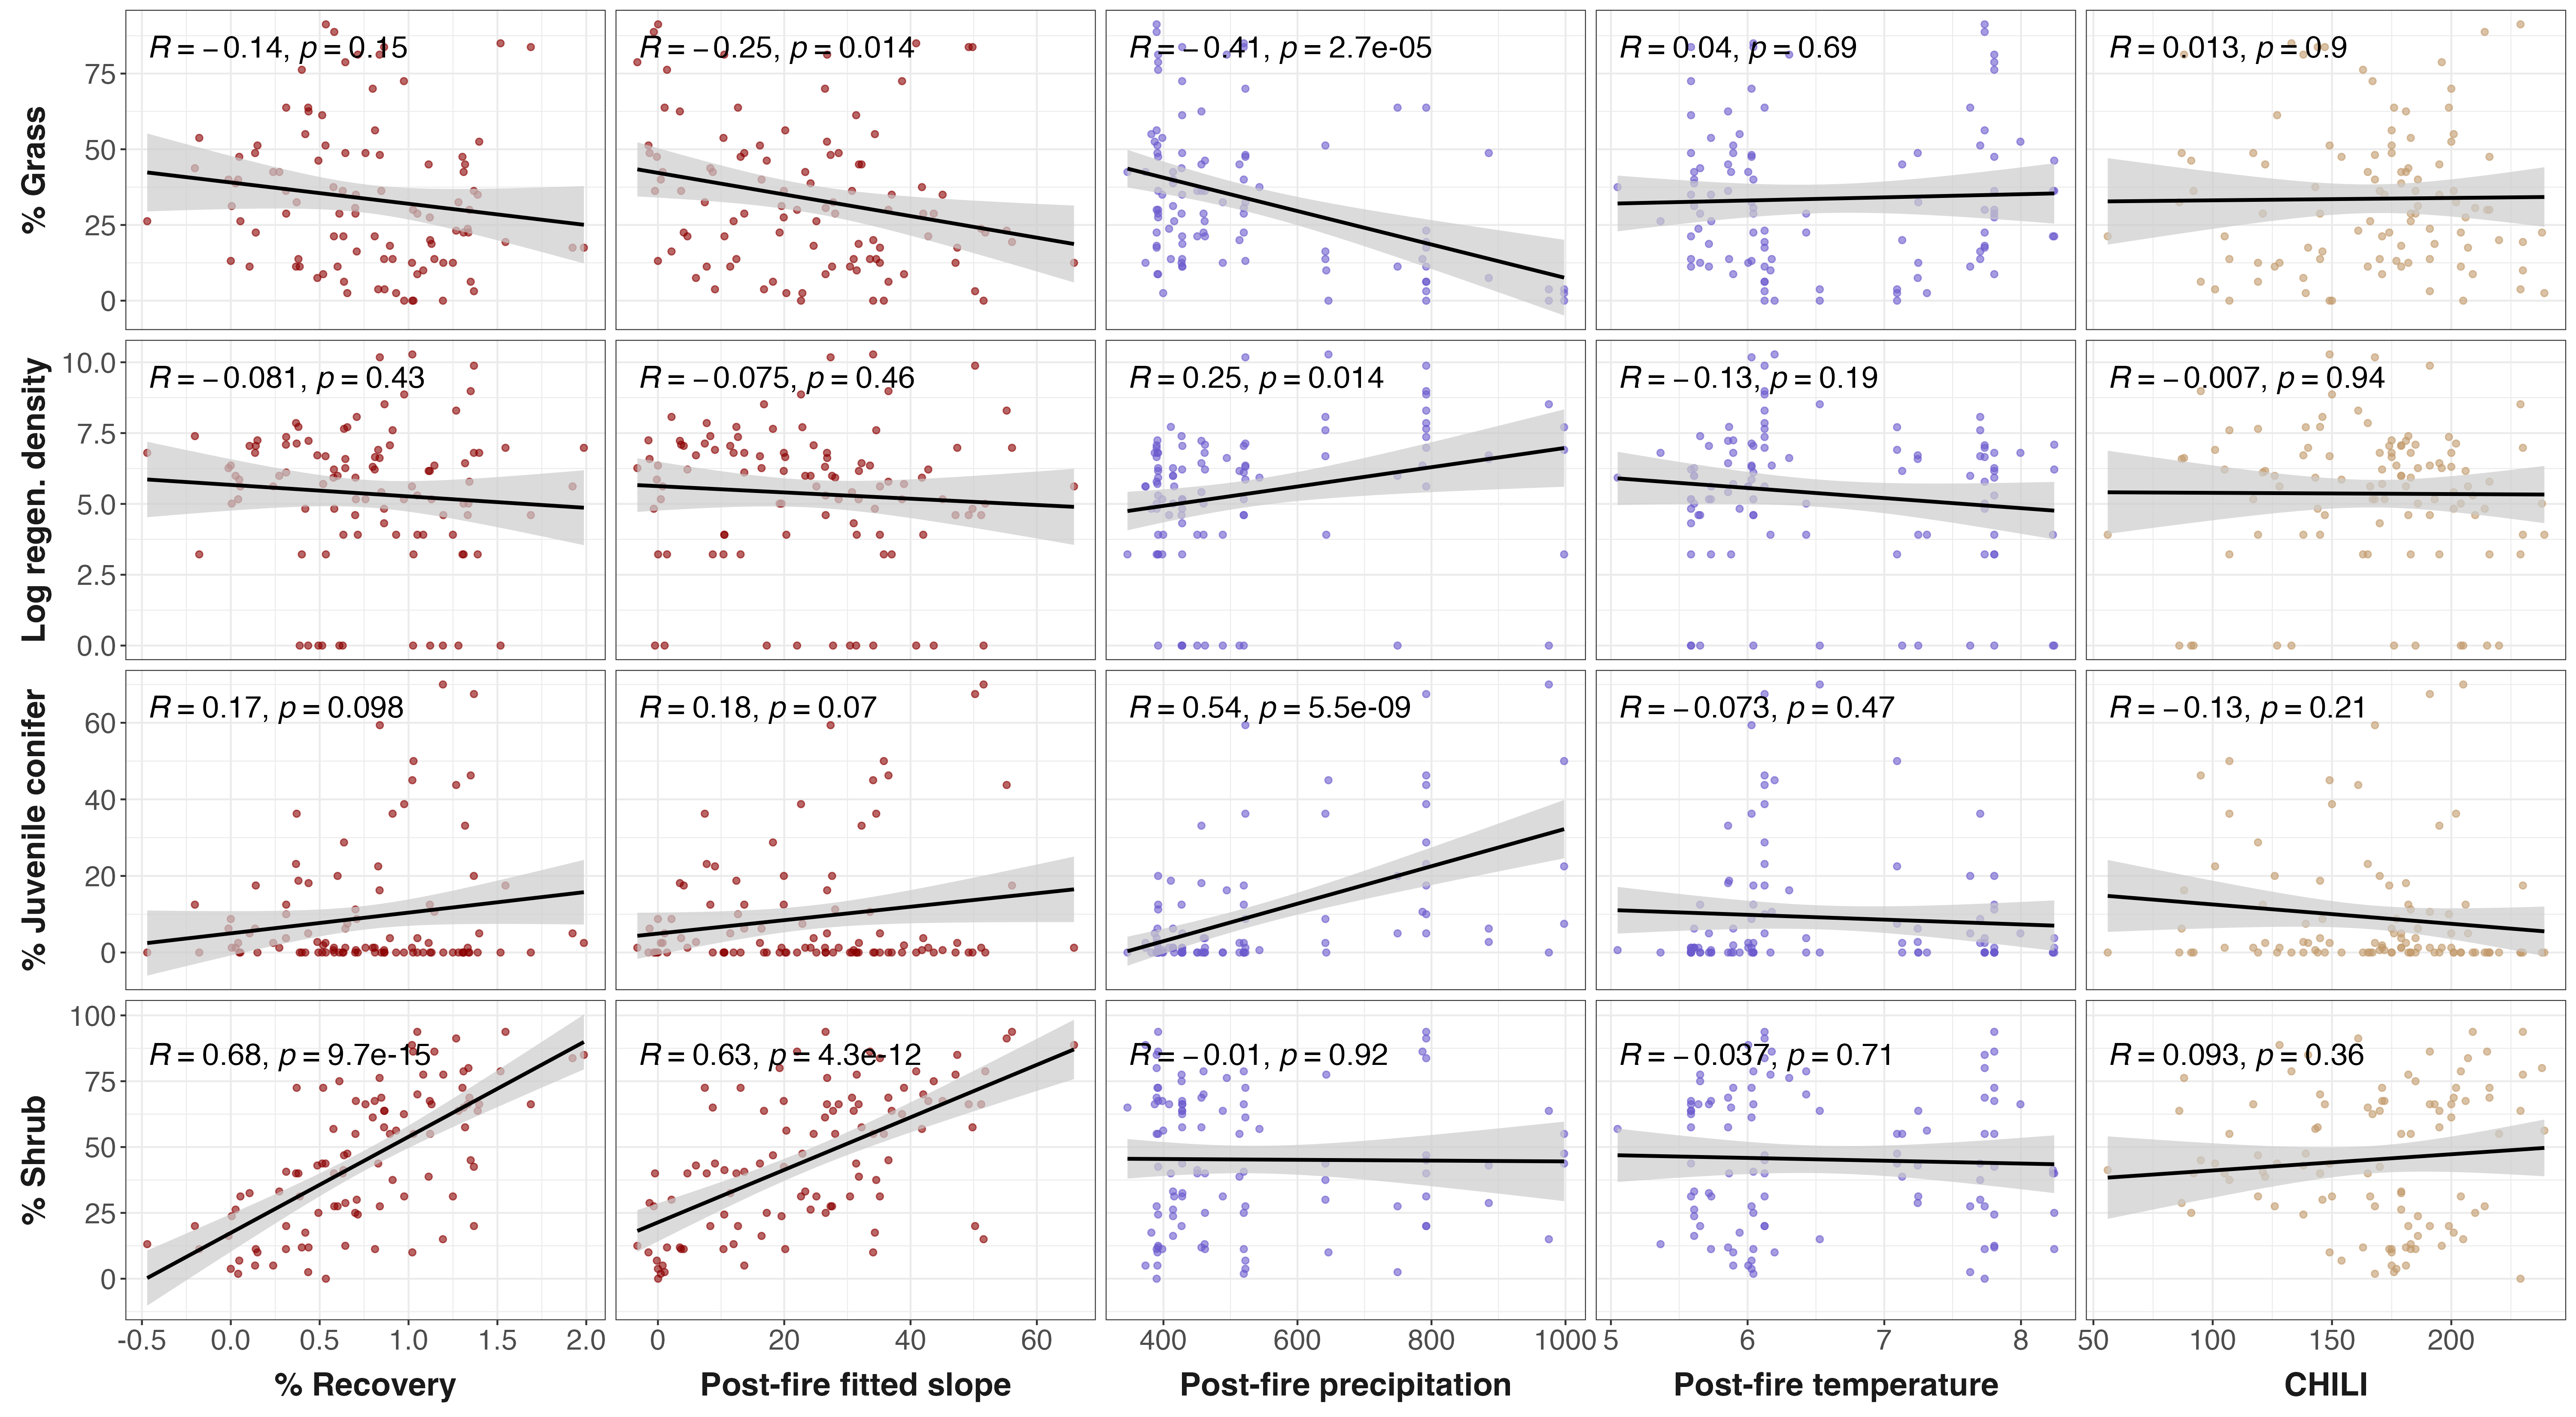 % Grass
75
50
25
0
R = −0.14, p = 0.15
R = −0.25, p = 0.014
R = −0.41, p = 2.7e-05
R = 0.04, p = 0.69
R = 0.013, p = 0.9
Log regen. density
10.0
7.5
5.0
2.5
0.0
R = −0.081, p = 0.43
R = −0.075, p = 0.46
R = 0.25, p = 0.014
R = −0.13, p = 0.19
R = −0.007, p = 0.94
% Juvenile conifer
60
40
20
0
R = 0.17, p = 0.098
R = 0.18, p = 0.07
R = 0.54, p = 5.5e-09
R = −0.073, p = 0.47
R = −0.13, p = 0.21
% Shrub
100
75
50
25
0
R = 0.68, p = 9.7e-15
R = 0.63, p = 4.3e-12
R = −0.01, p = 0.92
R = −0.037, p = 0.71
R = 0.093, p = 0.36
-0.5 0.0 0.5 1.0 1.5 2.0
0 20 40 60
400 600 800 1000
5 6 7 8
50 100 150 200
% Recovery
Post-fire fitted slope
Post-fire precipitation
Post-fire temperature
CHILI